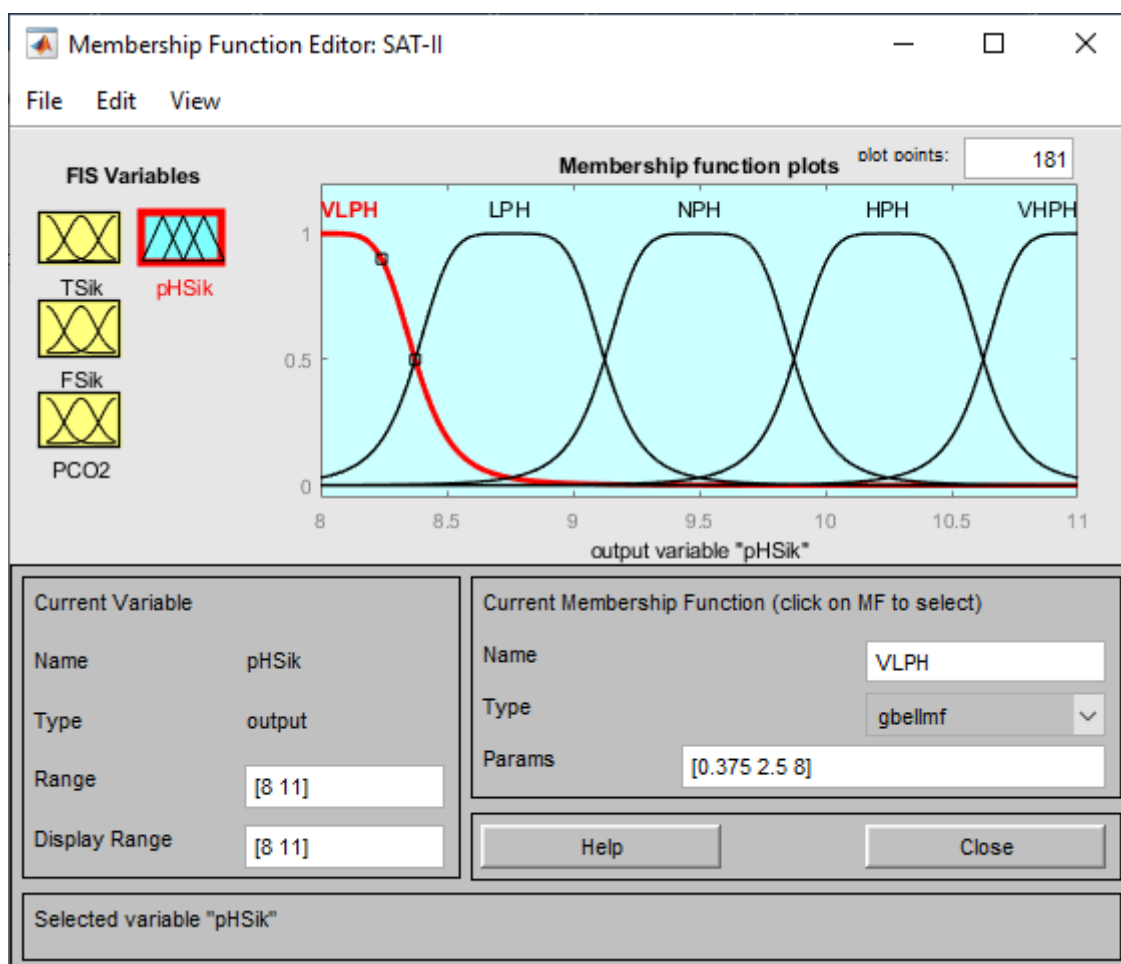 Membership Function Editor: SAT-II
File Edit View
FIS Variables
Membership function plots
plot points:
181
TSik
pHSik
FSik
PCO2
VLPH
LPH
NPH
HPH
VHPH
1
0.5
0
8 8.5 9 9.5 10 10.5 11
output variable "pHSik"
Current Variable
Name pHSik
Type output
Range [8 11]
Display Range [8 11]
Current Membership Function (click on MF to select)
Name VLPH
Type gbellmf
Params [0.375 2.5 8]
Help Close
Selected variable "pHSik"